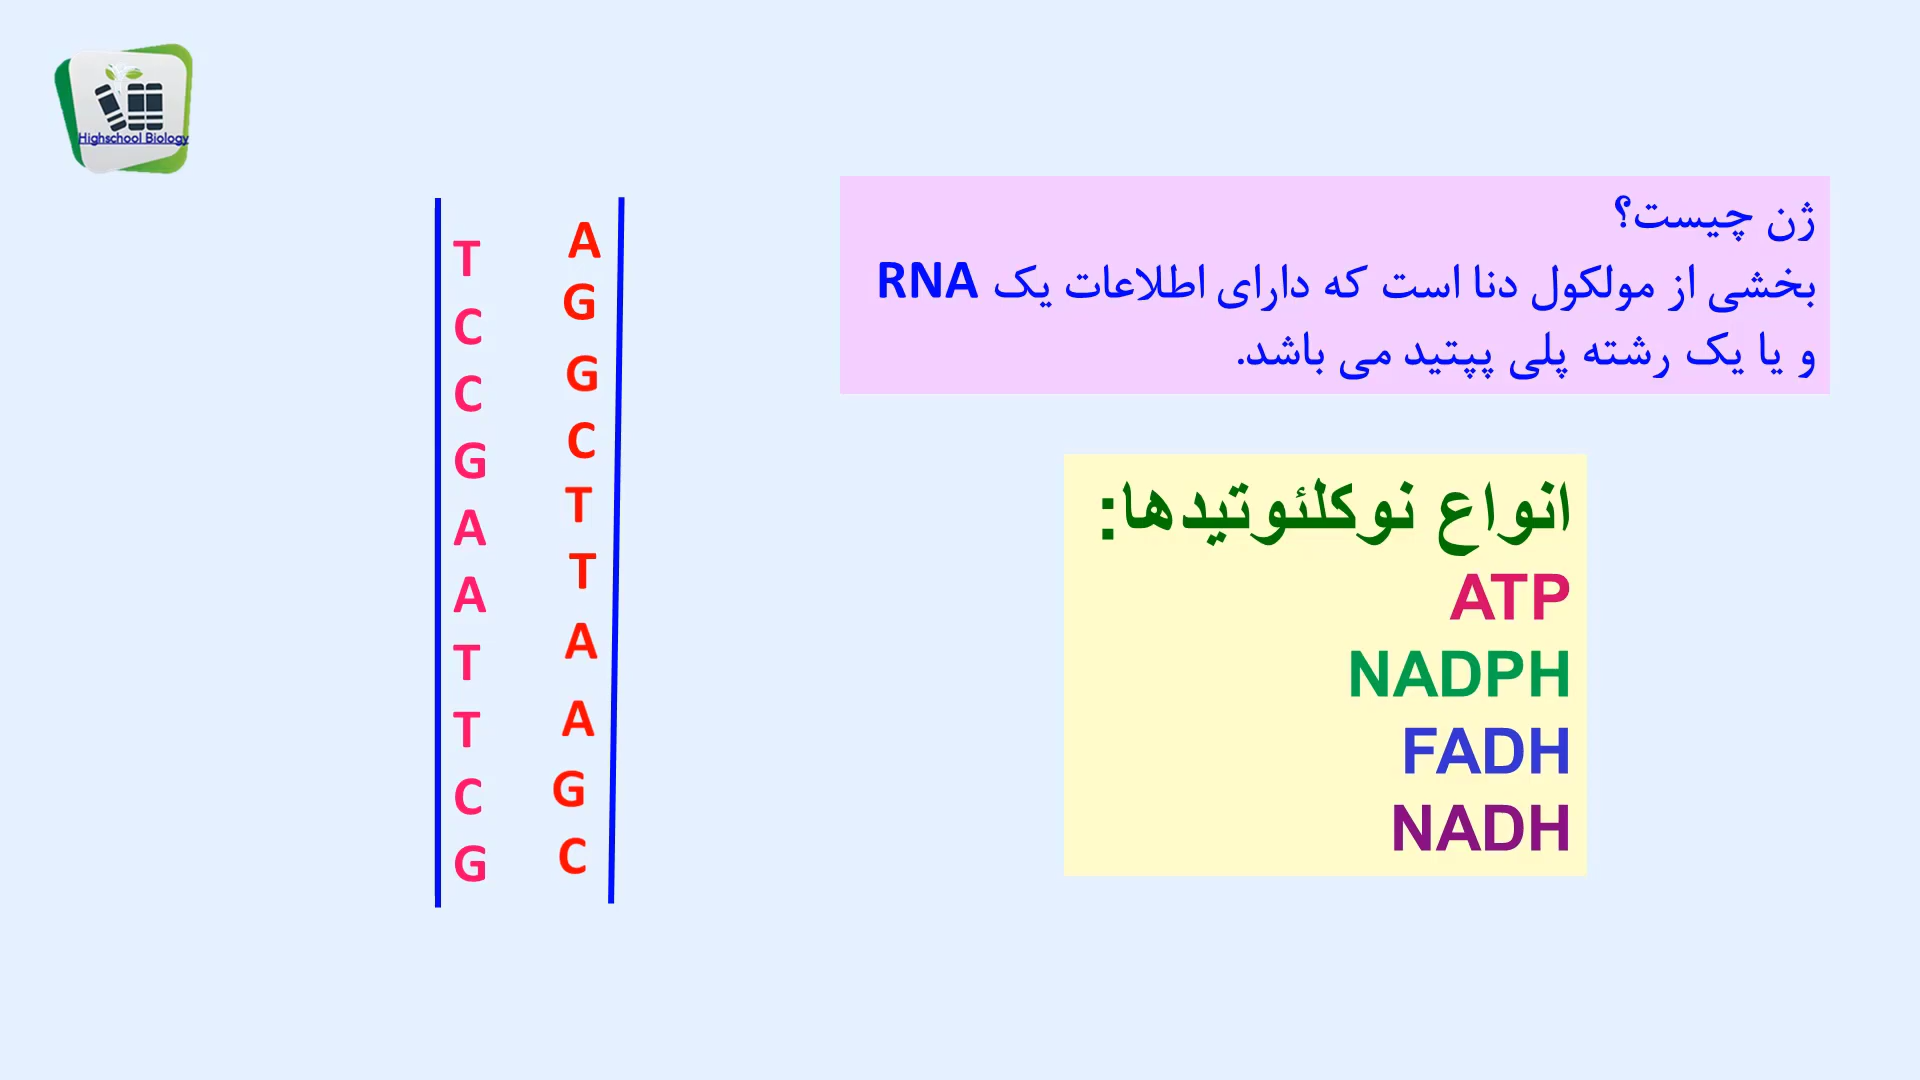 Highschool Biology
ژن چیست؟
بخشی از مولکول دنا است که دارای اطلاعات یک RNA
و یا یک رشته پلی پپتید می باشد.
انواع نوکلئوتیدها:
ATP
NADPH
FADH
NADH
T A
C G
C G
G C
A T
A T
T A
T A
C G
G C